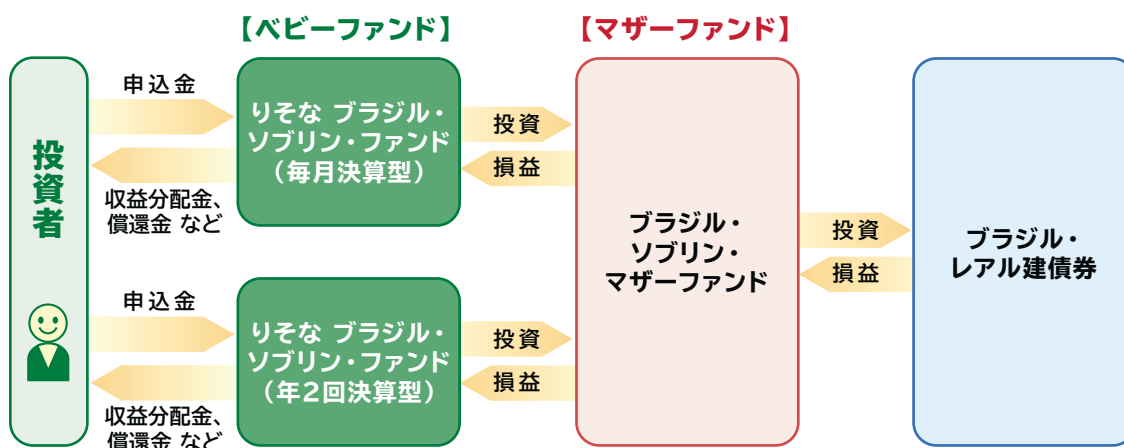 【ベビーファンド】
【マザーファンド】
投資者
申込金
収益分配金、
償還金 など
りそな ブラジル・
ソブリン・ファンド
（毎月決算型）
投資
損益
申込金
収益分配金、
償還金 など
りそな ブラジル・
ソブリン・ファンド
（年2回決算型）
投資
損益
ブラジル・
ソブリン・
マザーファンド
投資
損益
ブラジル・
レアル建債券